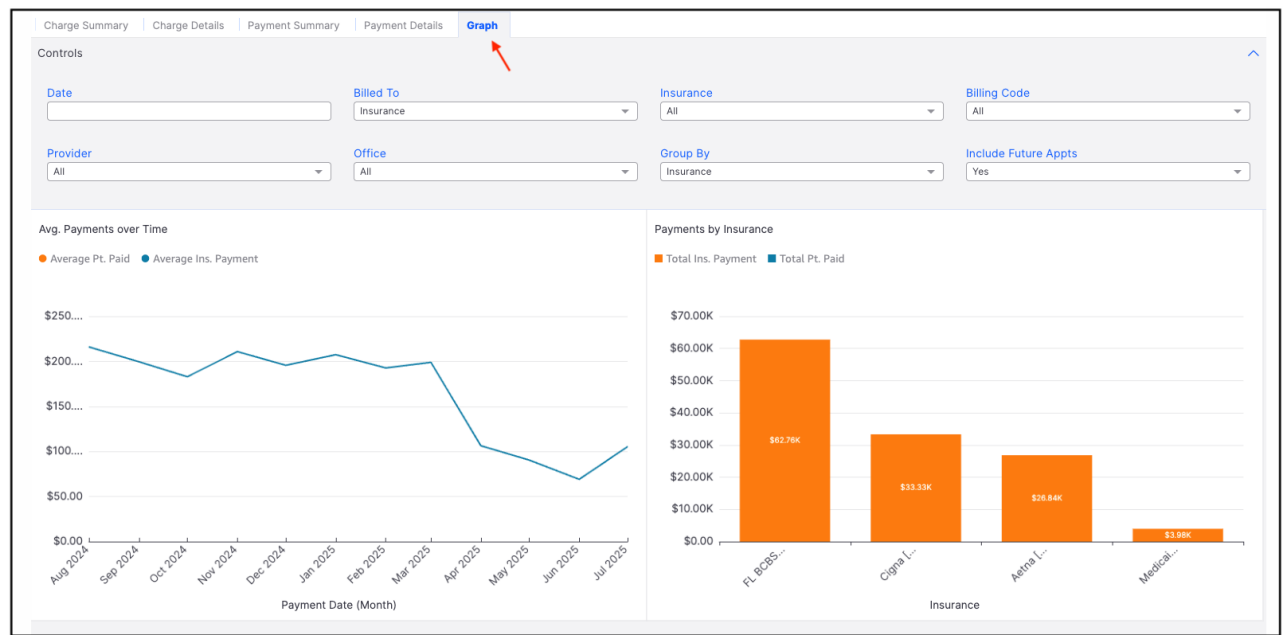 Charge Summary Charge Details Payment Summary Payment Details Graph
Controls
Date Billed To Insurance Billing Code
Insurance All All
Provider Office Group By Include Future Appts
All All Insurance Yes
Avg. Payments over Time
Average Pt. Paid Average Ins. Payment
$250....
$200....
$150....
$100....
$50.00
$0.00
Aug 2024 Sep 2024 Oct 2024 Nov 2024 Dec 2024 Jan 2025 Feb 2025 Mar 2025 Apr 2025 May 2025 Jun 2025 Jul 2025
Payment Date (Month)
Payments by Insurance
Total Ins. Payment Total Pt. Paid
$70.00K
$60.00K
$50.00K
$40.00K
$30.00K
$20.00K
$10.00K
$0.00
$62.76K
$33.33K
$26.84K
$3.98K
FL BCBS... Cigna [... Aetna [... Medicai...
Insurance